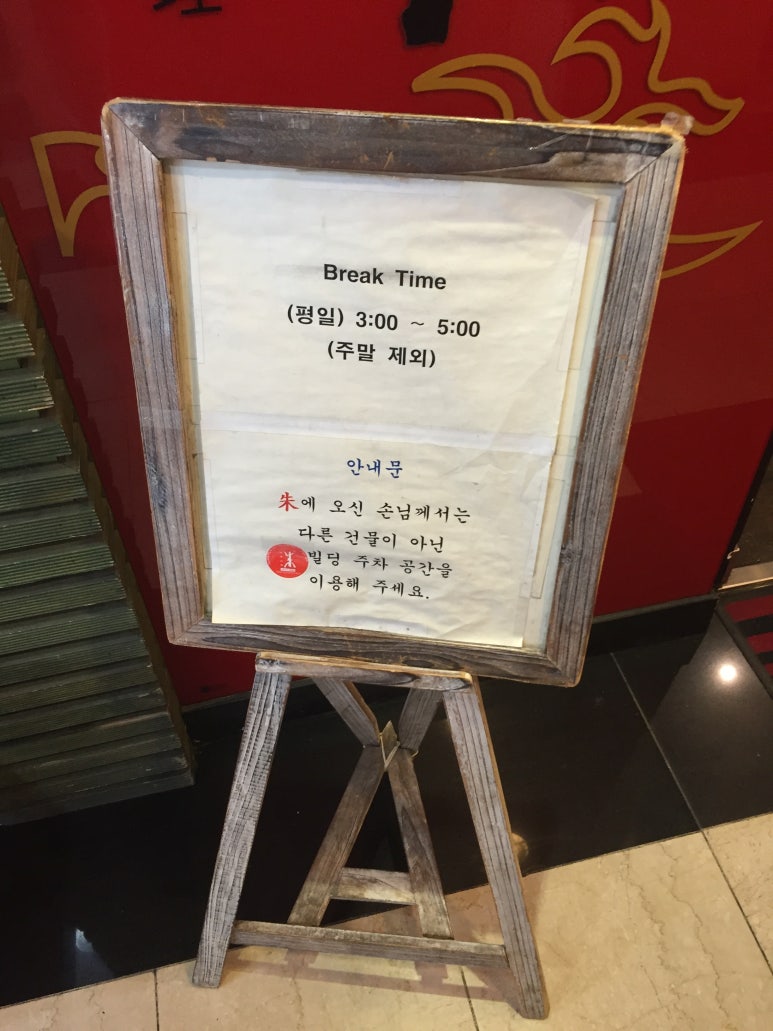 Break Time
(평일) 3:00 ~ 5:00
(주말 제외)
안내문
朱에 오신 손님께서는
다른 건물이 아닌
朱빌딩 주차 공간을
이용해 주세요.